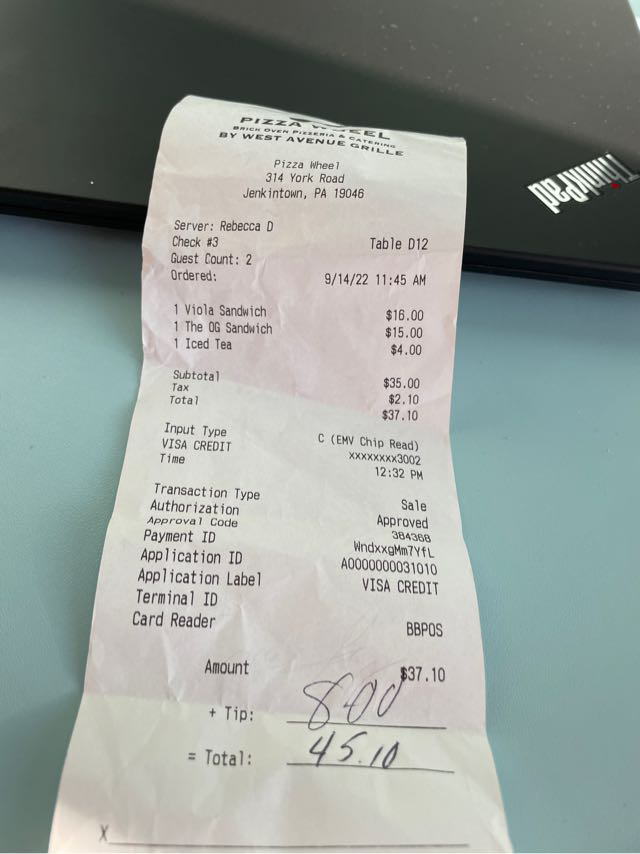 PIZZA WHEEL
BRICK OVEN PIZZERIA & CATERING
BY WEST AVENUE GRILLE
Pizza Wheel
314 York Road
Jenkintown, PA 19046
ThinkPad
Server: Rebecca D
Check #3 Table D12
Guest Count: 2
Ordered: 9/14/22 11:45 AM
1 Viola Sandwich $16.00
1 The OG Sandwich $15.00
1 Iced Tea $4.00
Subtotal $35.00
Tax $2.10
Total $37.10
Input Type C (EMV Chip Read)
VISA CREDIT xxxxxxxx3002
Time 12:32 PM
Transaction Type Sale
Authorization Approved
Approval Code 384368
Payment ID WndxxgMm7YfL
Application ID A0000000031010
Application Label VISA CREDIT
Terminal ID
Card Reader BBPOS
Amount $37.10
+ Tip: 8.00
= Total: 45.10
X